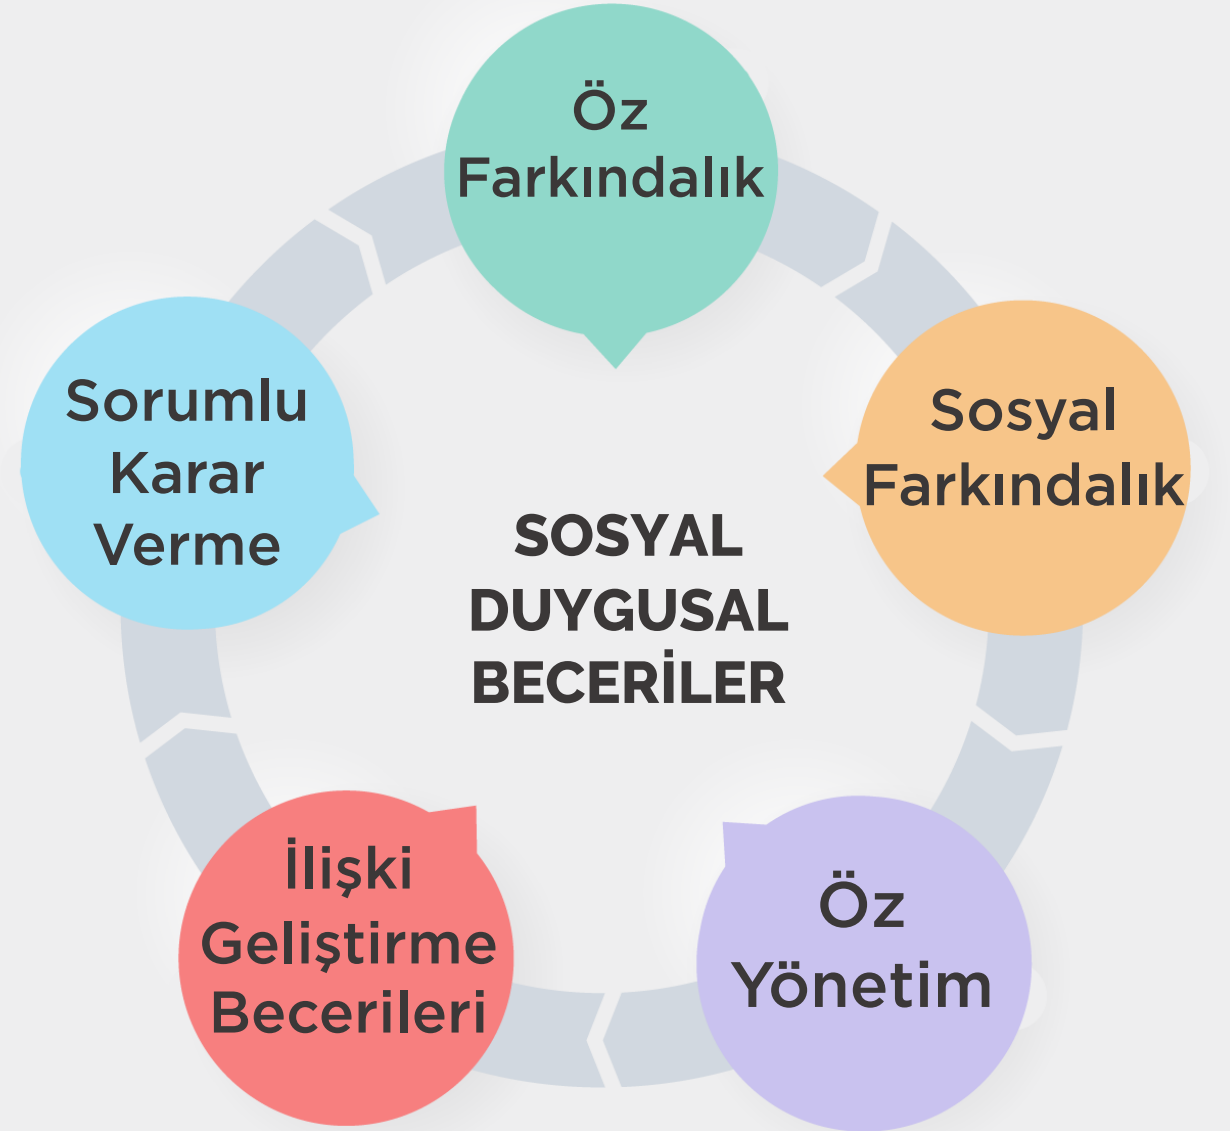 Öz
Farkındalık
Sosyal
Farkındalık
Öz
Yönetim
İlişki
Geliştirme
Becerileri
Sorumlu
Karar
Verme
SOSYAL
DUYGUSAL
BECERİLER